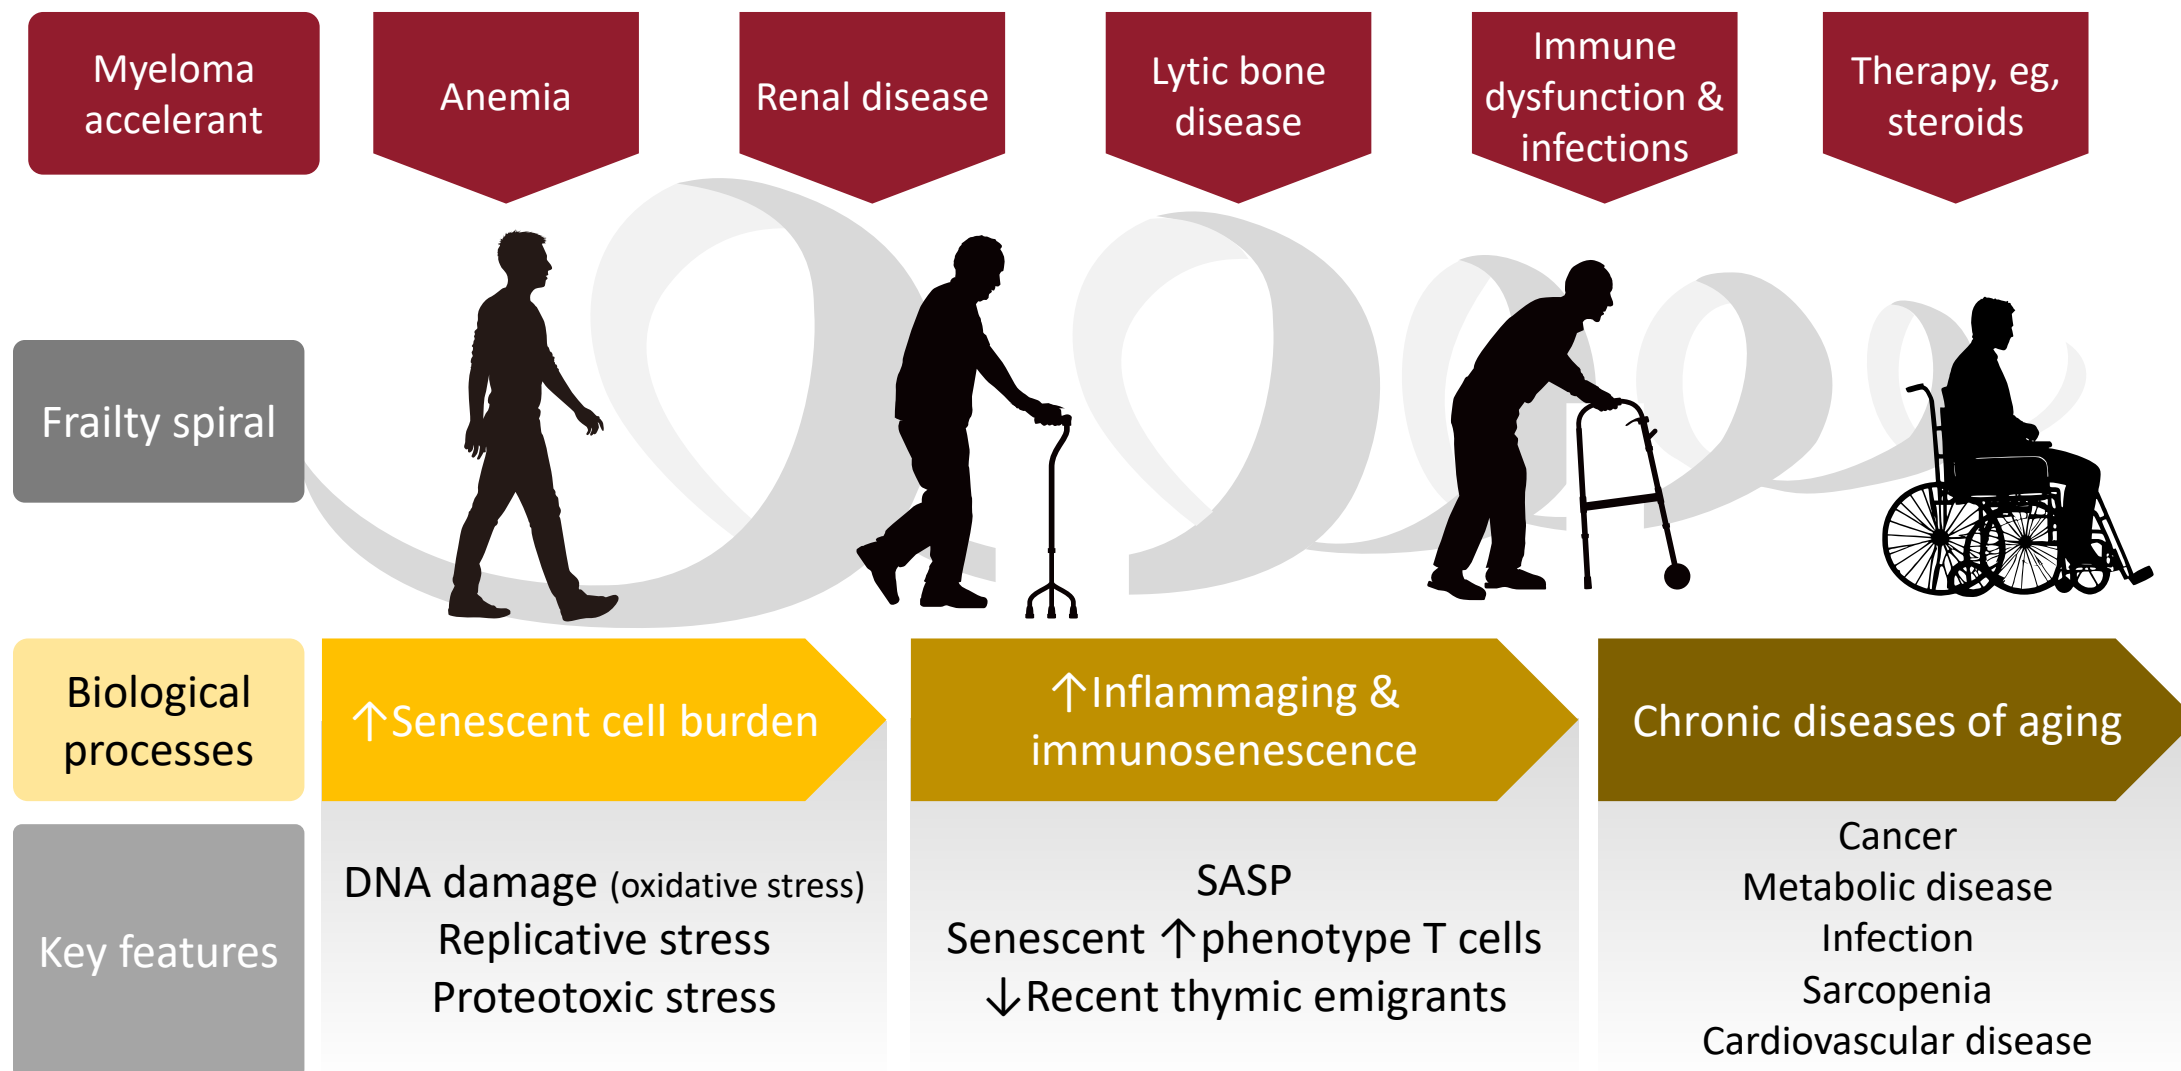 Myeloma
accelerant
Anemia
Renal disease
Lytic bone
disease
Immune
dysfunction &
infections
Therapy, eg,
steroids
Frailty spiral
Biological
processes
↑Senescent cell burden
↑Inflammaging &
immunosenescence
Chronic diseases of aging
Key features
DNA damage (oxidative stress)
Replicative stress
Proteotoxic stress
SASP
Senescent ↑phenotype T cells
↓Recent thymic emigrants
Cancer
Metabolic disease
Infection
Sarcopenia
Cardiovascular disease